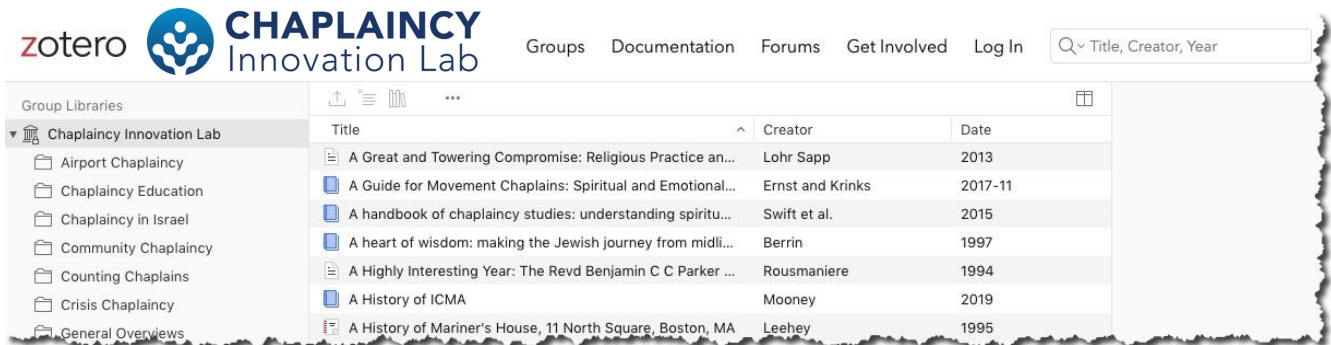 zotero
CHAPLAINCY
Innovation Lab
Groups Documentation Forums Get Involved Log In Title, Creator, Year
Group Libraries
Chaplaincy Innovation Lab
Airport Chaplaincy
Chaplaincy Education
Chaplaincy in Israel
Community Chaplaincy
Counting Chaplains
Crisis Chaplaincy
General Overviews
Title Creator Date
A Great and Towering Compromise: Religious Practice an... Lohr Sapp 2013
A Guide for Movement Chaplains: Spiritual and Emotional... Ernst and Krinks 2017-11
A handbook of chaplaincy studies: understanding spiritu... Swift et al. 2015
A heart of wisdom: making the Jewish journey from midli... Berrin 1997
A Highly Interesting Year: The Revd Benjamin C C Parker ... Rousmaniere 1994
A History of ICMA Mooney 2019
A History of Mariner's House, 11 North Square, Boston, MA Leehey 1995